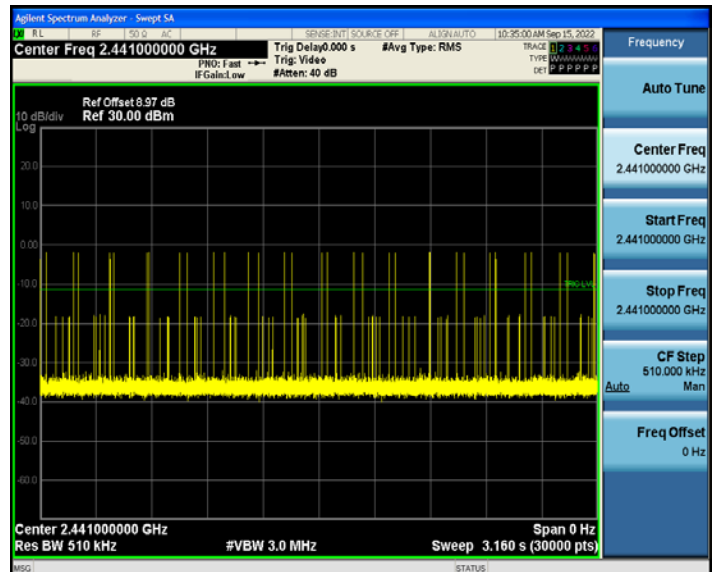 Agilent Spectrum Analyzer - Swept SA
RL RF 50 Ω AC SENSE:INT SOURCE OFF ALIGNAUTO 10:35:00 AM Sep 15, 2022
Center Freq 2.441000000 GHz
PNO: Fast
IFGain:Low
Trig Delay0.000 s
Trig: Video
#Atten: 40 dB
#Avg Type: RMS
TRACE 1 2 3 4 5 6
TYPE
DET P P P P P P
Ref Offset 8.97 dB
10 dB/div Ref 30.00 dBm
Log
20.0
0.00
-10.0
TRIG LVL
-20.0
-30.0
-40.0
-50.0
-60.0
Center 2.441000000 GHz Span 0 Hz
Res BW 510 kHz #VBW 3.0 MHz Sweep 3.160 s (30000 pts)
MSG STATUS
Frequency
Auto Tune
Center Freq
2.441000000 GHz
Start Freq
2.441000000 GHz
Stop Freq
2.441000000 GHz
CF Step
510.000 kHz
Auto Man
Freq Offset
0 Hz